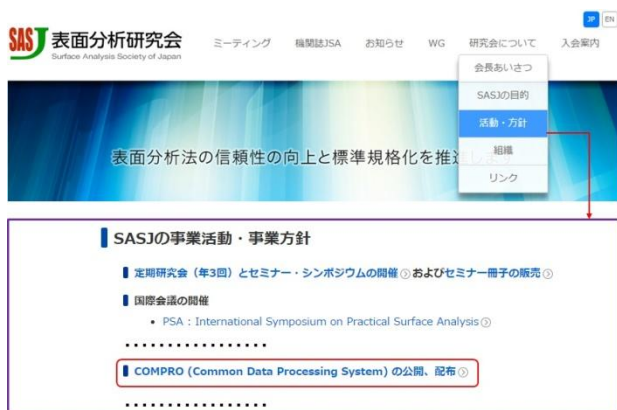 JP EN
SASJ 表面分析研究会
Surface Analysis Society of Japan
ミーティング 機関誌JSA お知らせ WG 研究会について 入会案内
会長あいさつ
SASJの目的
活動・方針
組織
リンク
表面分析法の信頼性の向上と標準規格化を推進
SASJの事業活動・事業方針
定期研究会（年3回）とセミナー・シンポジウムの開催 およびセミナー冊子の販売
国際会議の開催
• PSA : International Symposium on Practical Surface Analysis
.................
COMPRO (Common Data Processing System) の公開、配布
.................